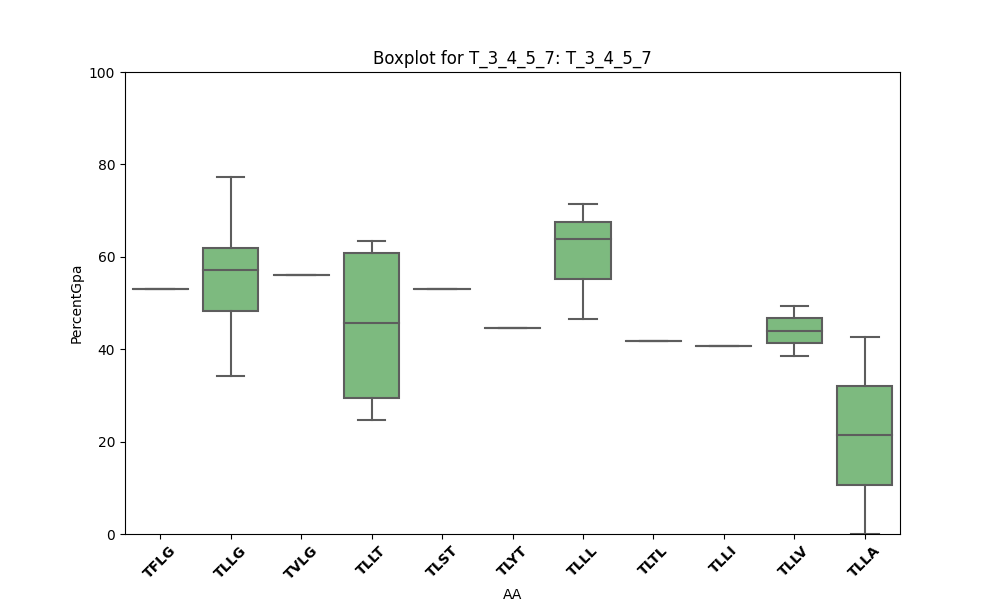 Boxplot for T_3_4_5_7: T_3_4_5_7
100
80
60
40
20
0
PercentGpa
TFLG
TLLG
TVLG
TLLT
TLST
TLYT
TLLL
TLTL
TLLI
TLLV
TLLA
AA